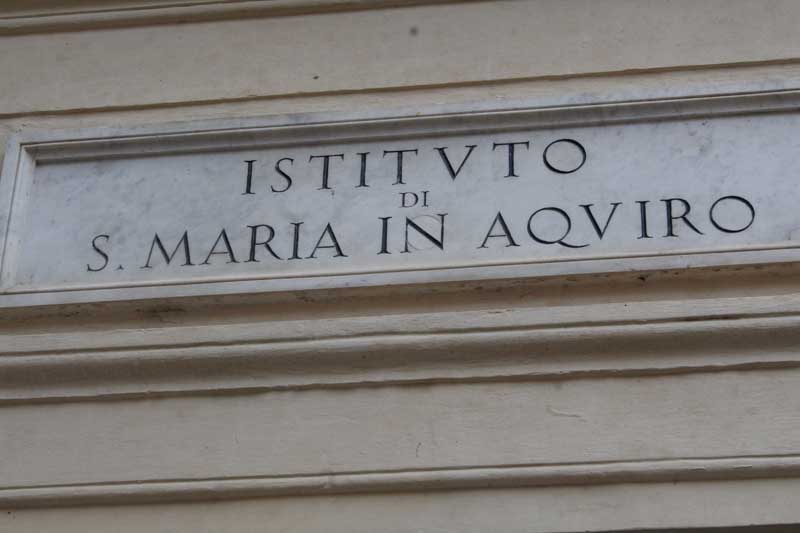 ISTITVTO
DI
S. MARIA IN AQVIRO